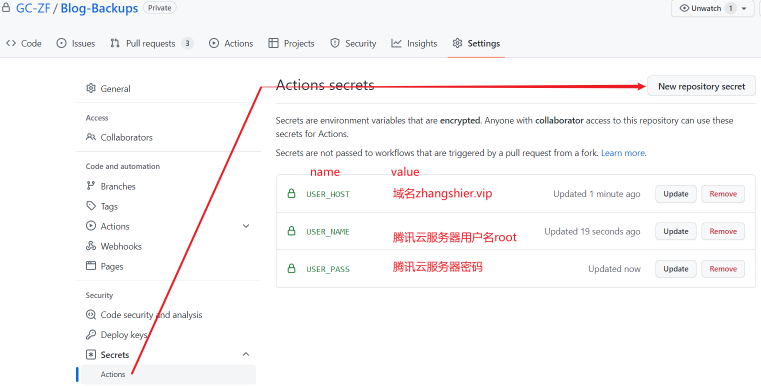 GC-ZF / Blog-Backups Private
Unwatch 1
Code Issues Pull requests 3 Actions Projects Security Insights Settings
General
Access
Collaborators
Code and automation
Branches
Tags
Actions
Webhooks
Pages
Security
Code security and analysis
Deploy keys
Secrets
Actions
Actions secrets
New repository secret
Secrets are environment variables that are encrypted. Anyone with collaborator access to this repository can use these
secrets for Actions.
Secrets are not passed to workflows that are triggered by a pull request from a fork. Learn more.
name value
USER_HOST 域名zhangshier.vip Updated 1 minute ago Update Remove
USER_NAME 腾讯云服务器用户名root Updated 19 seconds ago Update Remove
USER_PASS 腾讯云服务器密码 Updated now Update Remove